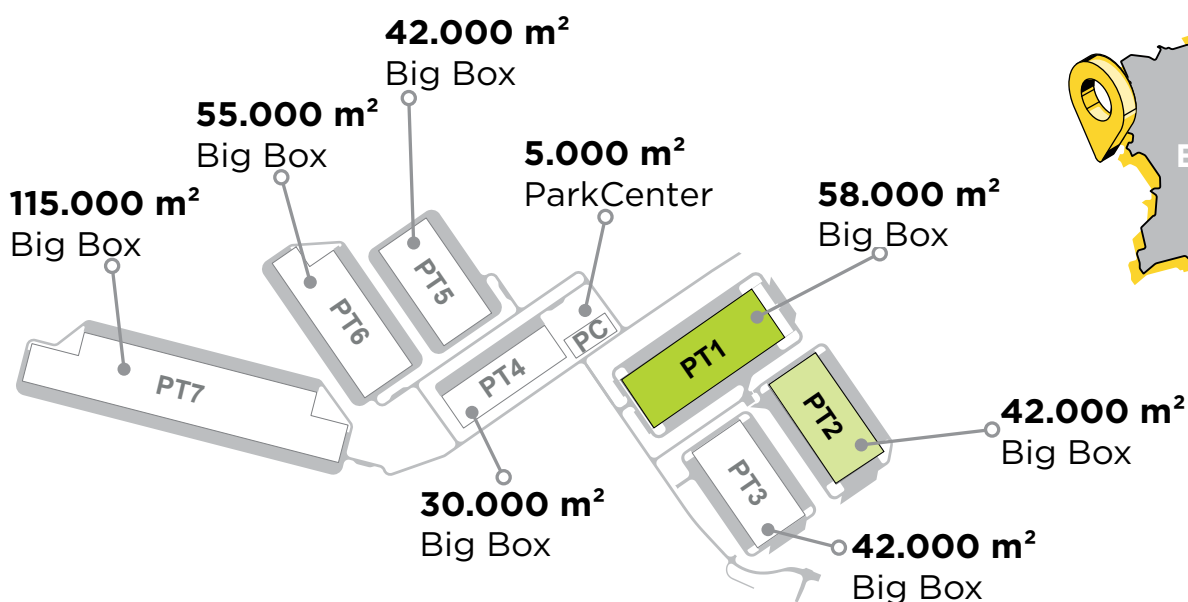 42.000 m²
Big Box
55.000 m²
Big Box
5.000 m²
ParkCenter
115.000 m²
Big Box
58.000 m²
Big Box
PT5
PT6
PT7
PT4
PC
PT1
PT2
PT3
42.000 m²
Big Box
30.000 m²
Big Box
42.000 m²
Big Box